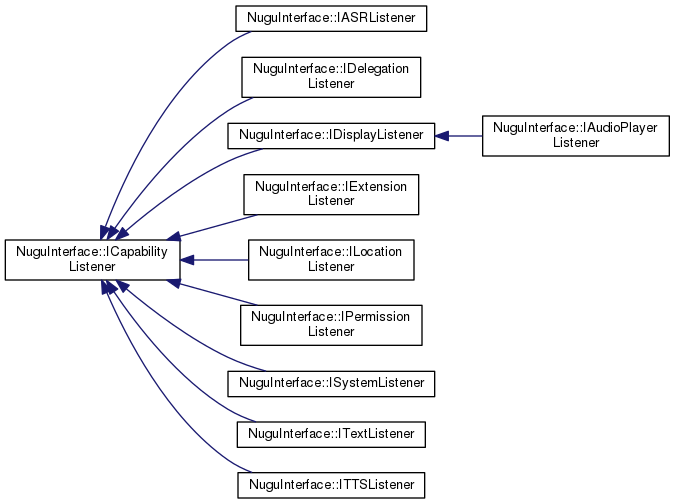 NuguInterface::IASRListener
NuguInterface::IDelegation
Listener
NuguInterface::IDisplayListener
NuguInterface::IAudioPlayer
Listener
NuguInterface::IExtension
Listener
NuguInterface::ICapability
Listener
NuguInterface::ILocation
Listener
NuguInterface::IPermission
Listener
NuguInterface::ISystemListener
NuguInterface::ITextListener
NuguInterface::ITTSListener